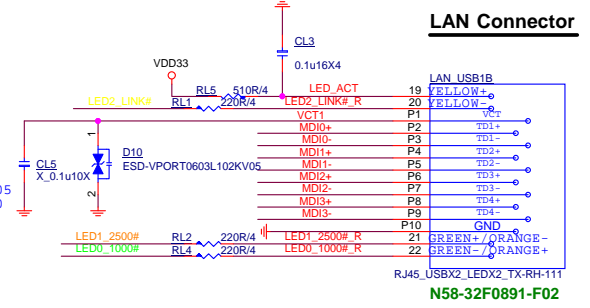 LAN Connector
CL3
0.1u16X4
VDD33
RL5 510R/4 LED_ACT
LAN_USB1B
19 YELLOW+
LED2_LINK# RL1 220R/4 LED2_LINK#_R 20 YELLOW-
VCT1 P1 VCT
MDI0+ P2 TD1+
MDI0- P3 TD1-
MDI1+ P4 TD2+
MDI1- P5 TD2-
MDI2+ P6 TD3+
MDI2- P7 TD3-
MDI3+ P8 TD4+
MDI3- P9 TD4-
P10 GND
1
D10
ESD-VPORT0603L102KV05
2
CL5
X_0.1u10X
LED1_2500# RL2 220R/4 LED1_2500#_R 21 GREEN+/ORANGE-
LED0_1000# RL4 220R/4 LED0_1000#_R 22 GREEN-/ORANGE+
RJ45_USBX2_LEDX2_TX-RH-111
N58-32F0891-F02